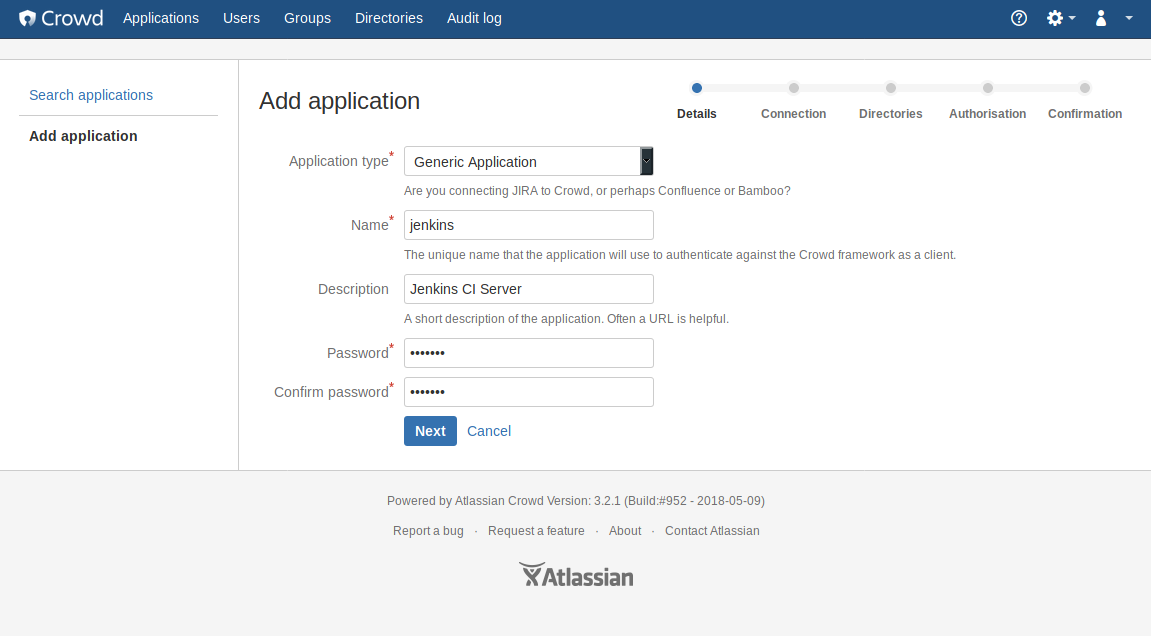 Crowd Applications Users Groups Directories Audit log
Search applications
Add application
Add application
Details Connection Directories Authorisation Confirmation
Application type* Generic Application
Are you connecting JIRA to Crowd, or perhaps Confluence or Bamboo?
Name* jenkins
The unique name that the application will use to authenticate against the Crowd framework as a client.
Description Jenkins CI Server
A short description of the application. Often a URL is helpful.
Password* •••••••
Confirm password* •••••••
Next Cancel
Powered by Atlassian Crowd Version: 3.2.1 (Build:#952 - 2018-05-09)
Report a bug · Request a feature · About · Contact Atlassian
Atlassian